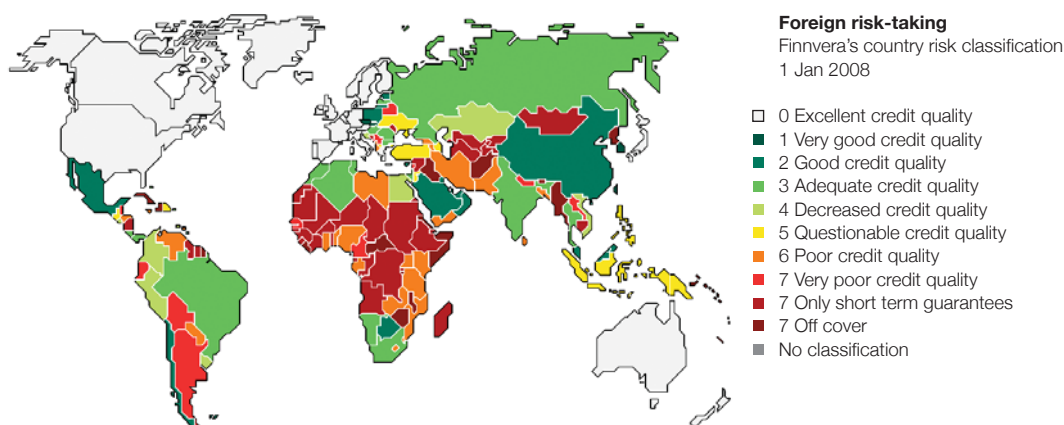 Foreign risk-taking
Finnvera's country risk classification
1 Jan 2008
0 Excellent credit quality
1 Very good credit quality
2 Good credit quality
3 Adequate credit quality
4 Decreased credit quality
5 Questionable credit quality
6 Poor credit quality
7 Very poor credit quality
7 Only short term guarantees
7 Off cover
No classification